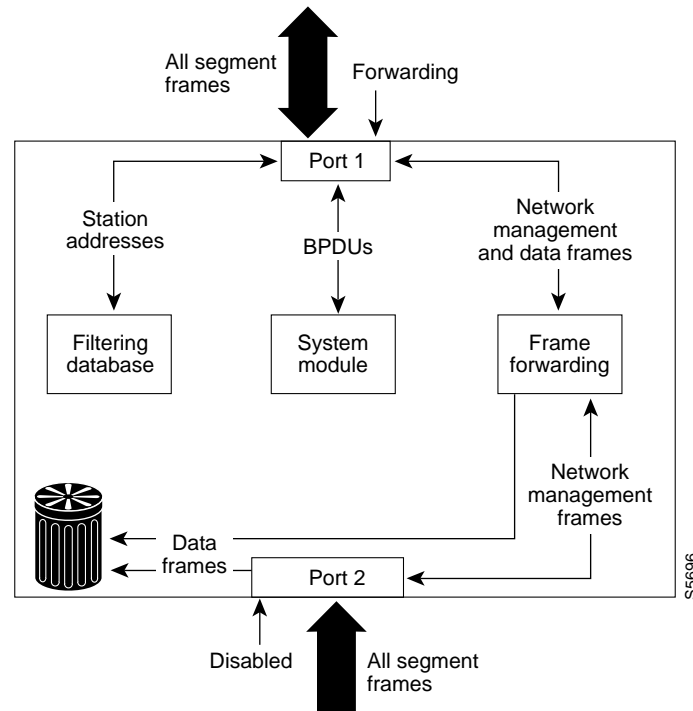 All segment
frames
Forwarding
Port 1
Station
addresses
BPDUs
Network
management
and data frames
Filtering
database
System
module
Frame
forwarding
Network
management
frames
Data
frames
Port 2
Disabled
All segment
frames
S5696